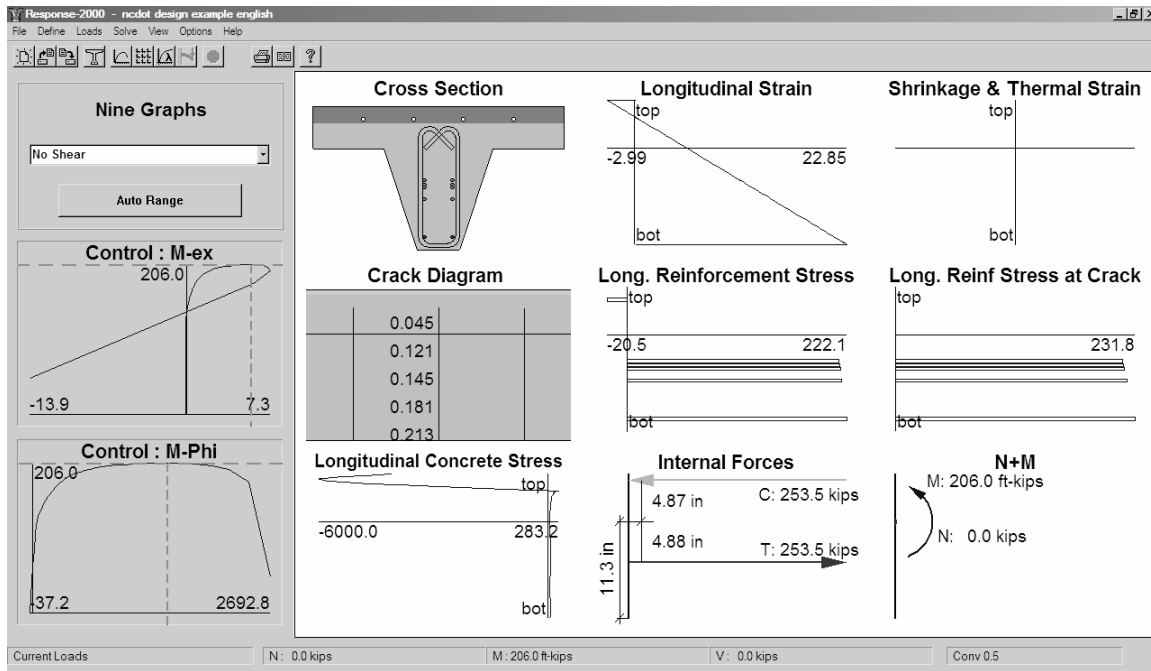 Response-2000 - ncdot design example english
File Define Loads Solve View Options Help
Nine Graphs
No Shear
Auto Range
Control : M-ex
206.0
-13.9 7.3
Control : M-Phi
206.0
-37.2 2692.8
Cross Section
Longitudinal Strain
top
-2.99 22.85
bot
Shrinkage & Thermal Strain
top
bot
Crack Diagram
0.045
0.121
0.145
0.181
0.213
Long. Reinforcement Stress
top
-20.5 222.1
bot
Long. Reinf Stress at Crack
top
231.8
bot
Longitudinal Concrete Stress
top
-6000.0 283.2
bot
Internal Forces
4.87 in C: 253.5 kips
4.88 in T: 253.5 kips
11.3 in
N+M
M: 206.0 ft-kips
N: 0.0 kips
Current Loads N : 0.0 kips M: 206.0 ft-kips V : 0.0 kips Conv 0.5